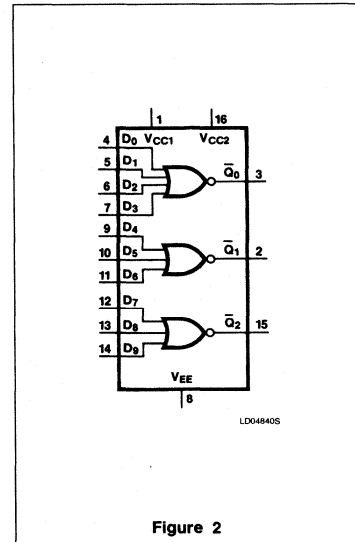 1 16
4 D0 VCC1 VCC2
5 D1
Q̅0 3
6 D2
7 D3
9 D4
10 D5 Q̅1 2
11 D6
12 D7
13 D8 Q̅2 15
14 D9
VEE
8
LD04840S
Figure 2